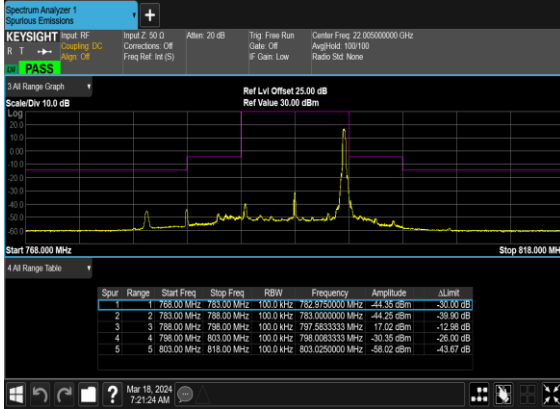 Spectrum Analyzer 1
Spurious Emissions
+
KEYSIGHT Input: RF Input Z: 50 Ω Atten: 20 dB Trig: Free Run Center Freq: 22.005000000 GHz
R T Coupling: DC Corrections: Off Gate: Off Avg|Hold: 100/100
Align: Off Freq Ref: Int (S) IF Gain: Low Radio Std: None
PASS
3 All Range Graph
Ref Lvl Offset 25.00 dB
Scale/Div 10.0 dB Ref Value 30.00 dBm
Log
20.0
10.0
0.00
-10.0
-20.0
-30.0
-40.0
-50.0
-60.0
Start 768.000 MHz Stop 818.000 MH
4 All Range Table
Spur Range Start Freq Stop Freq RBW Frequency Amplitude ΔLimit
1 1 768.00 MHz 783.00 MHz 100.0 kHz 782.9750000 MHz -44.35 dBm -30.00 dB
2 2 783.00 MHz 788.00 MHz 100.0 kHz 783.0000000 MHz -44.25 dBm -39.90 dB
3 3 788.00 MHz 798.00 MHz 100.0 kHz 797.5833333 MHz 17.02 dBm -12.98 dB
4 4 798.00 MHz 803.00 MHz 100.0 kHz 798.0083333 MHz -30.35 dBm -26.00 dB
5 5 803.00 MHz 818.00 MHz 100.0 kHz 803.0250000 MHz -58.02 dBm -43.67 dB
? Mar 18, 2024
7:21:24 AM